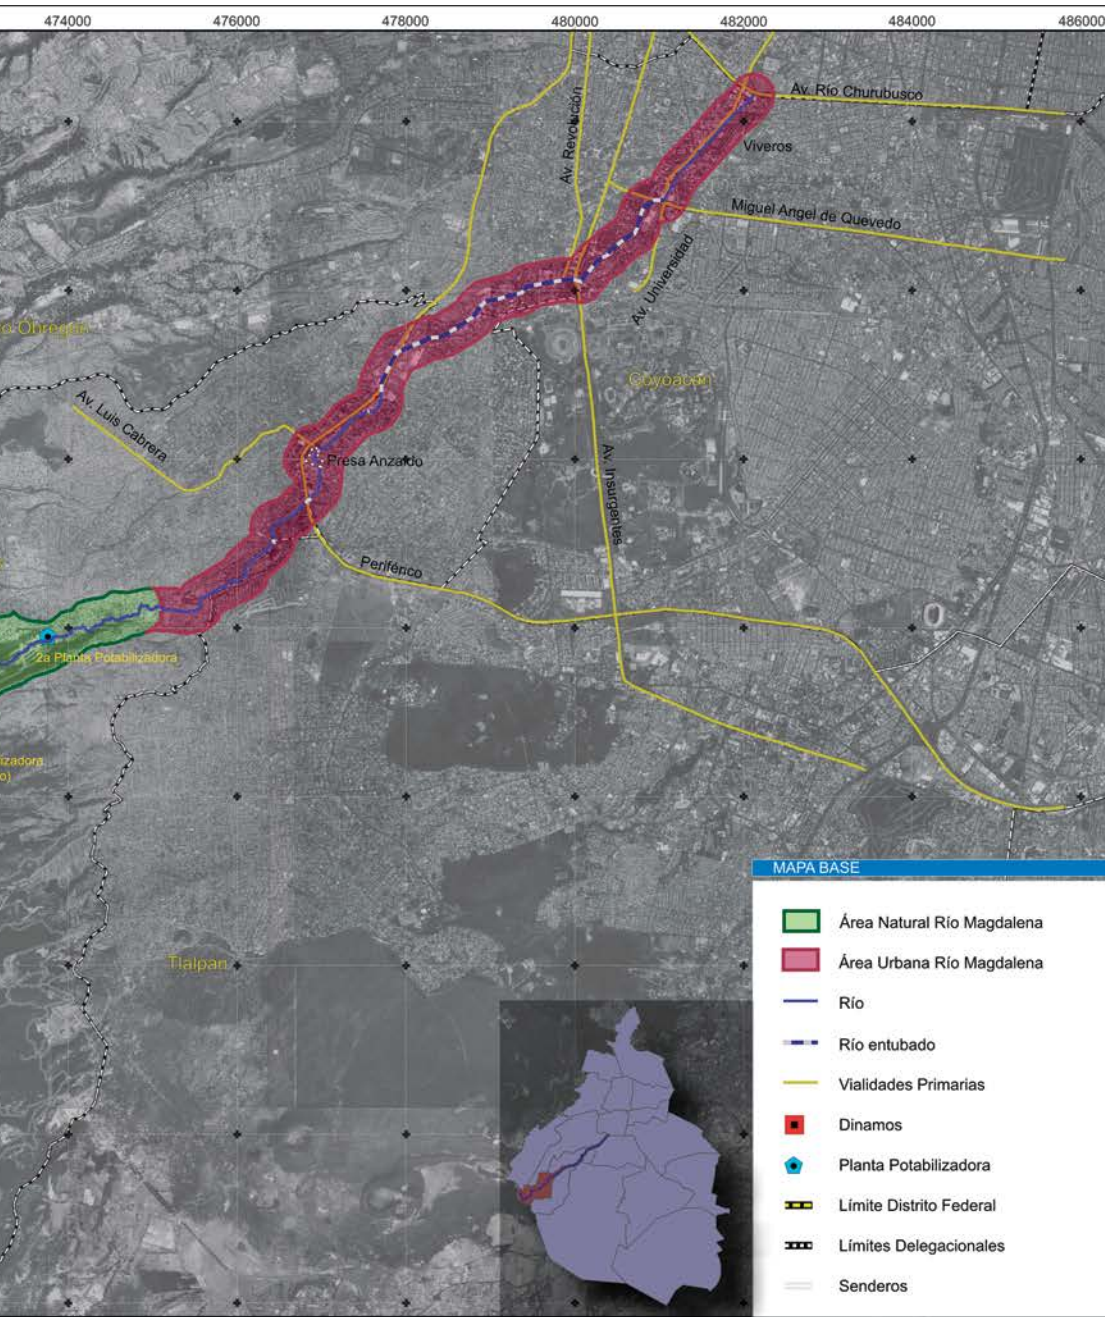 474000
476000
478000
480000
482000
484000
486000
Av. Río Churubusco
Av. Revolución
Viveros
Miguel Angel de Quevedo
Av. Universidad
o Obregón
Coyoacán
Av. Luis Cabrera
Presa Anzaldo
Av. Insurgentes
Periférico
2a Planta Potabilizadora
lizadora
o)
Tlalpan
MAPA BASE
Área Natural Río Magdalena
Área Urbana Río Magdalena
Río
Río entubado
Vialidades Primarias
Dinamos
Planta Potabilizadora
Límite Distrito Federal
Límites Delegacionales
Senderos